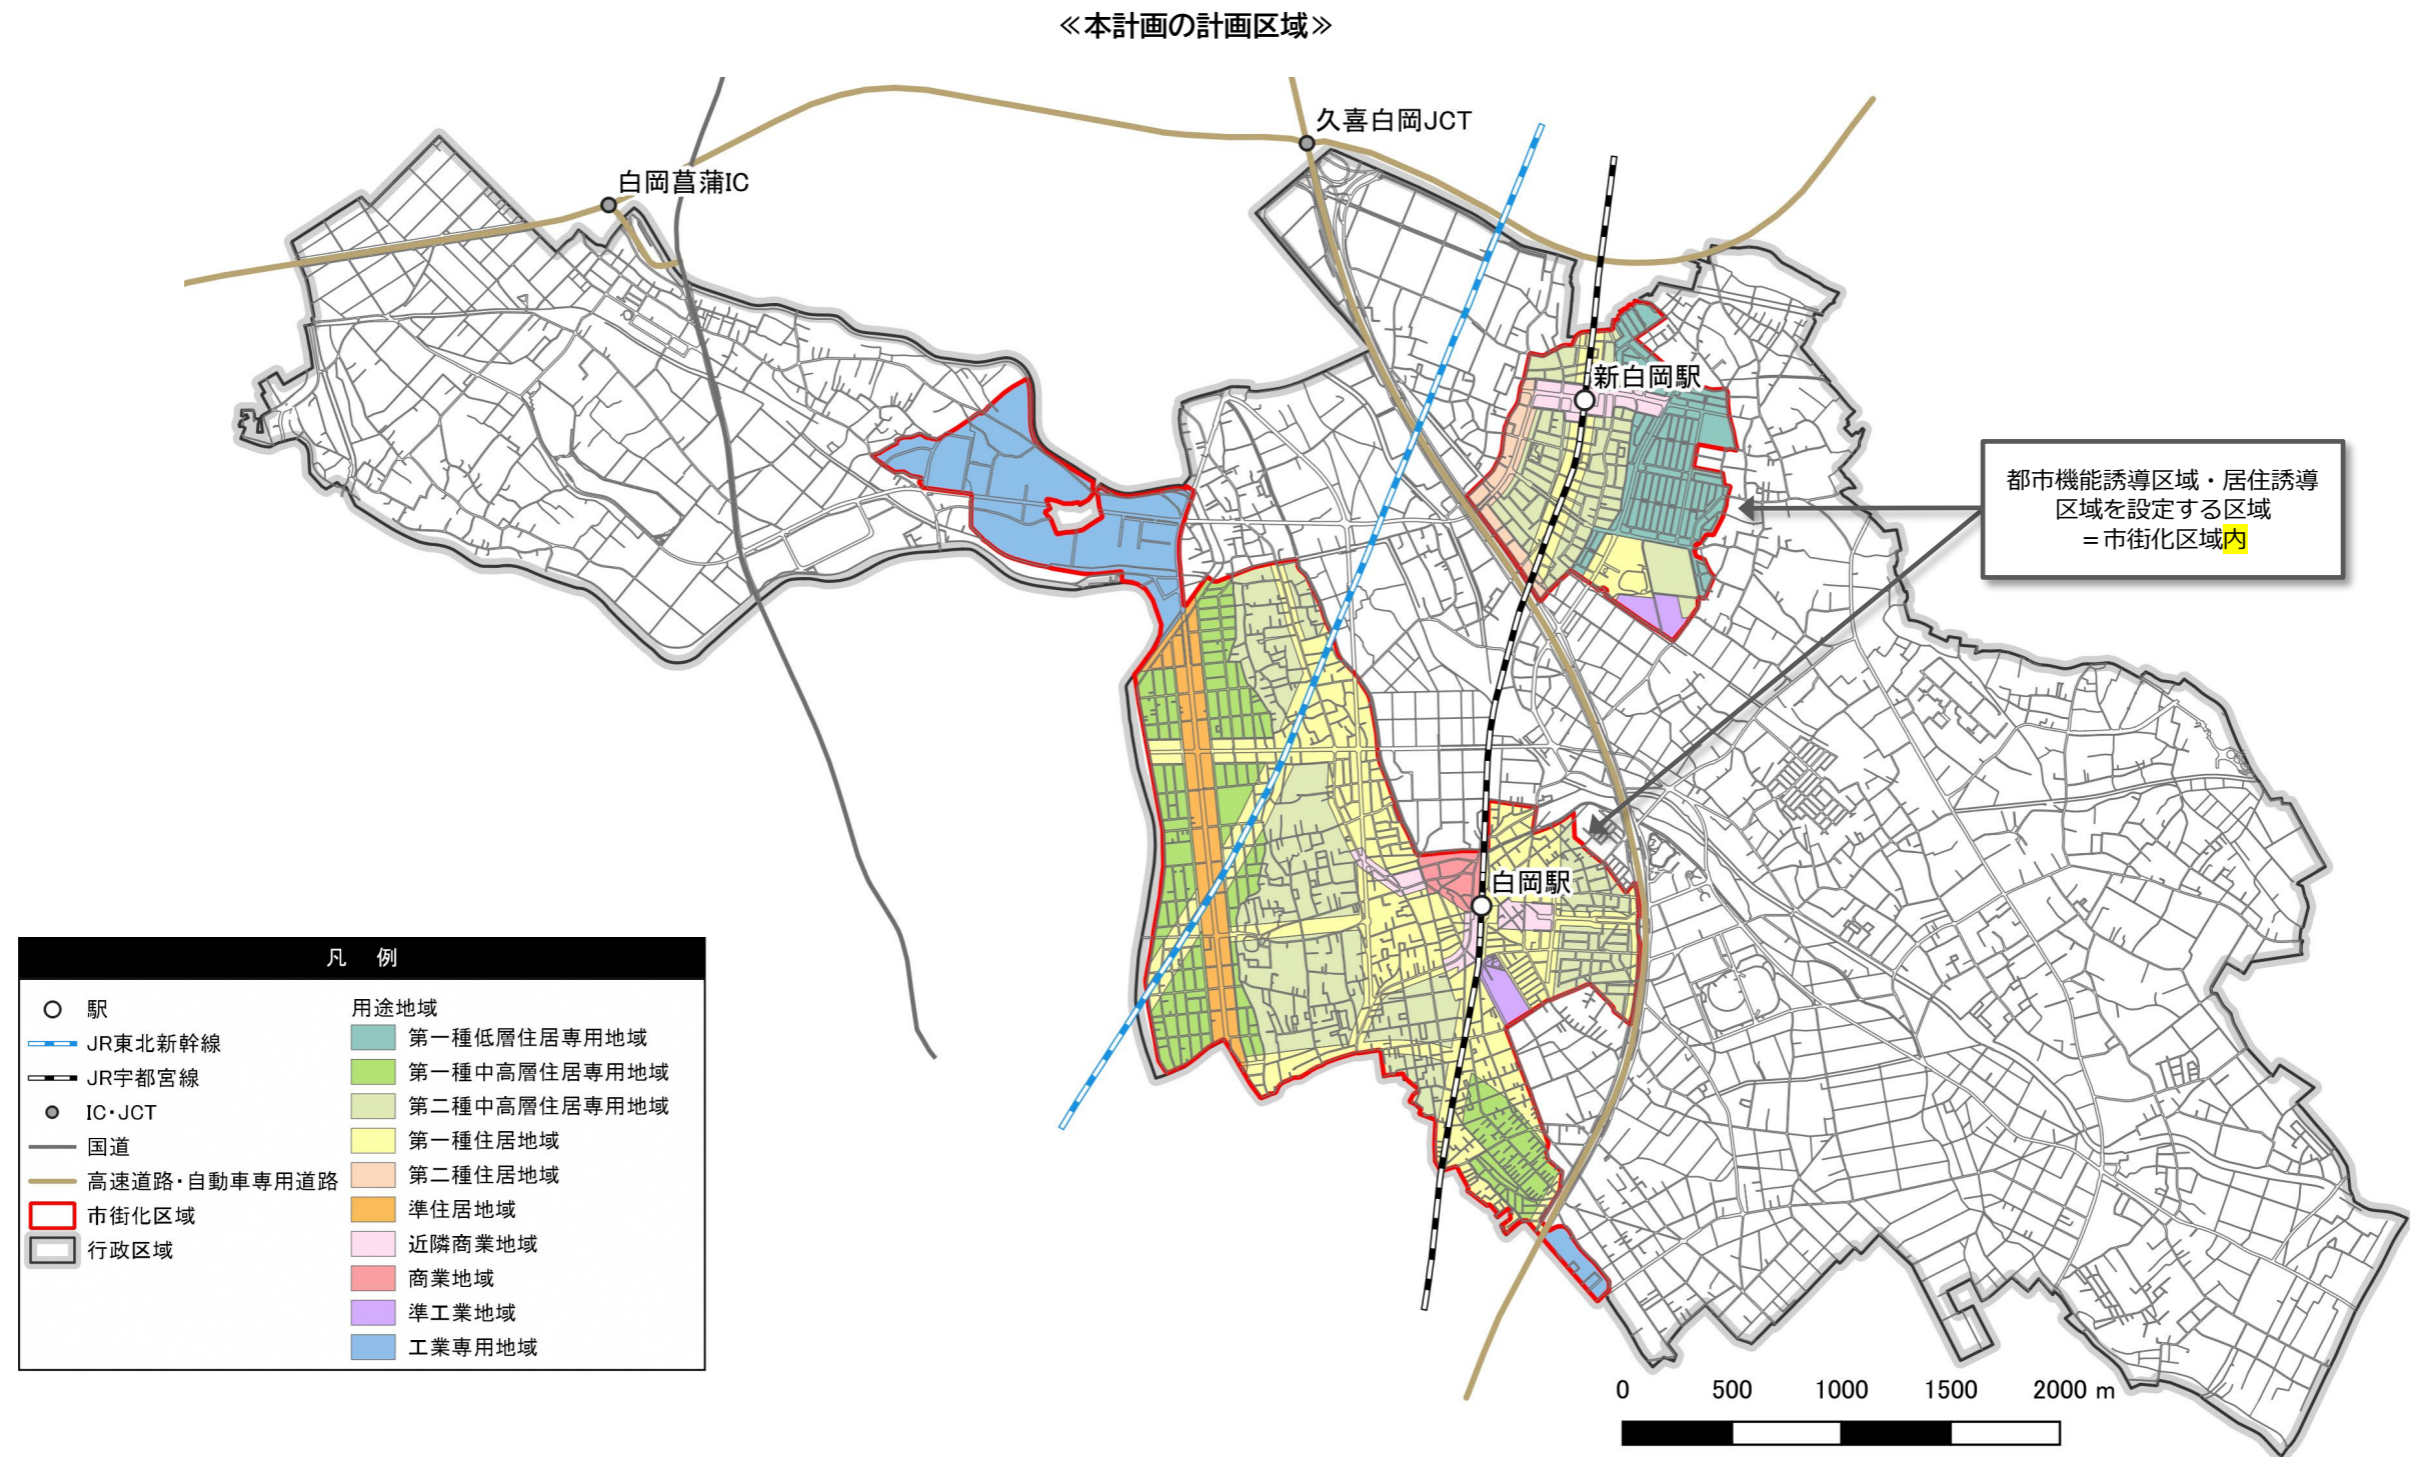 ≪本計画の計画区域≫
久喜白岡JCT
白岡菖蒲IC
新白岡駅
都市機能誘導区域・居住誘導
区域を設定する区域
＝市街化区域内
白岡駅
凡 例
駅
JR東北新幹線
JR宇都宮線
IC・JCT
国道
高速道路・自動車専用道路
市街化区域
行政区域
用途地域
第一種低層住居専用地域
第一種中高層住居専用地域
第二種中高層住居専用地域
第一種住居地域
第二種住居地域
準住居地域
近隣商業地域
商業地域
準工業地域
工業専用地域
0 500 1000 1500 2000 m